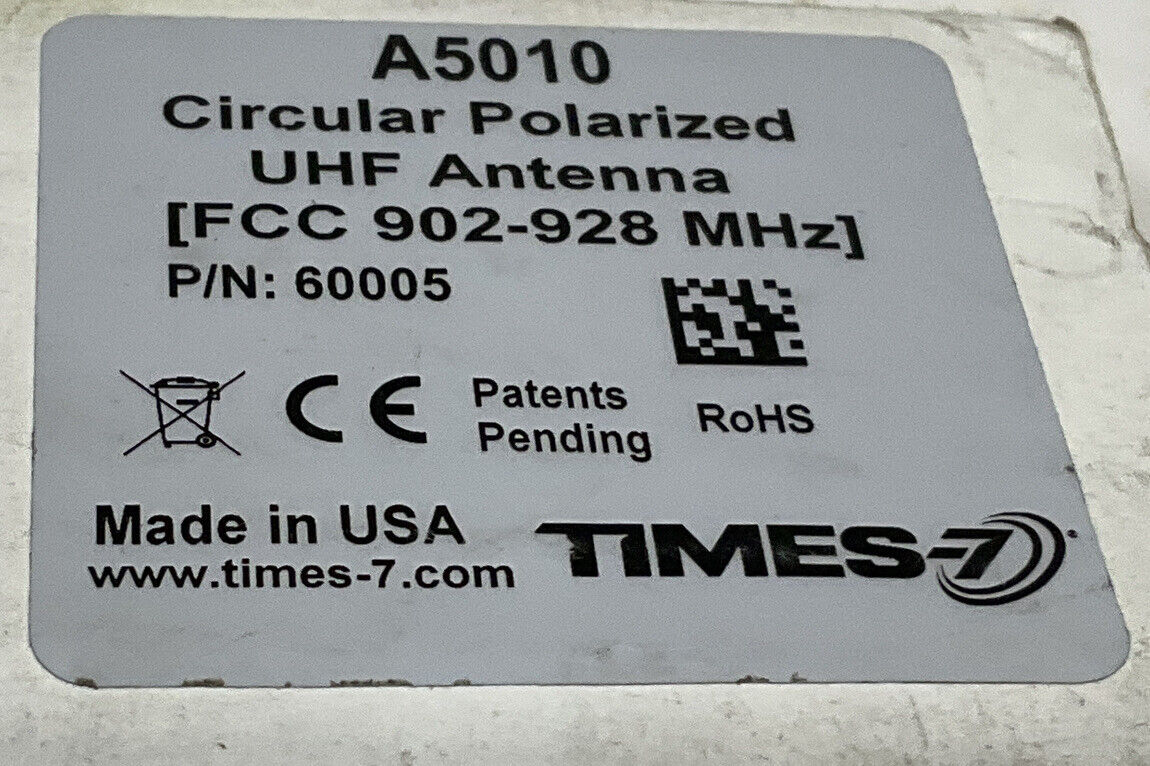 A5010
Circular Polarized
UHF Antenna
[FCC 902-928 MHz]
P/N: 60005
CE
Patents
Pending
RoHS
Made in USA
www.times-7.com
TIMES-7